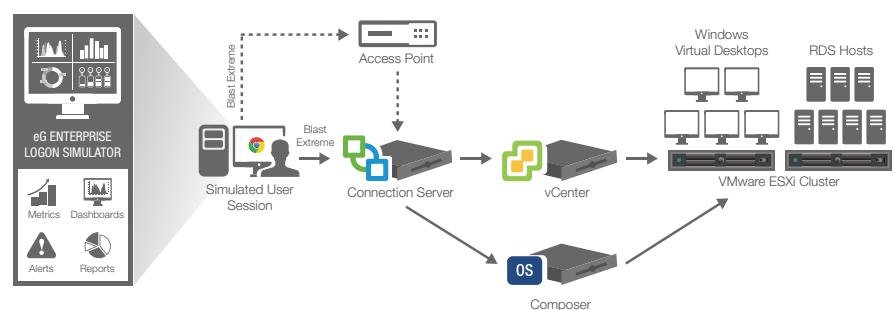 eG ENTERPRISE
LOGON SIMULATOR
Metrics
Dashboards
Alerts
Reports
Blast Extreme
Access Point
Simulated User
Session
Blast
Extreme
Connection Server
vCenter
OS
Composer
Windows
Virtual Desktops
RDS Hosts
VMware ESXi Cluster